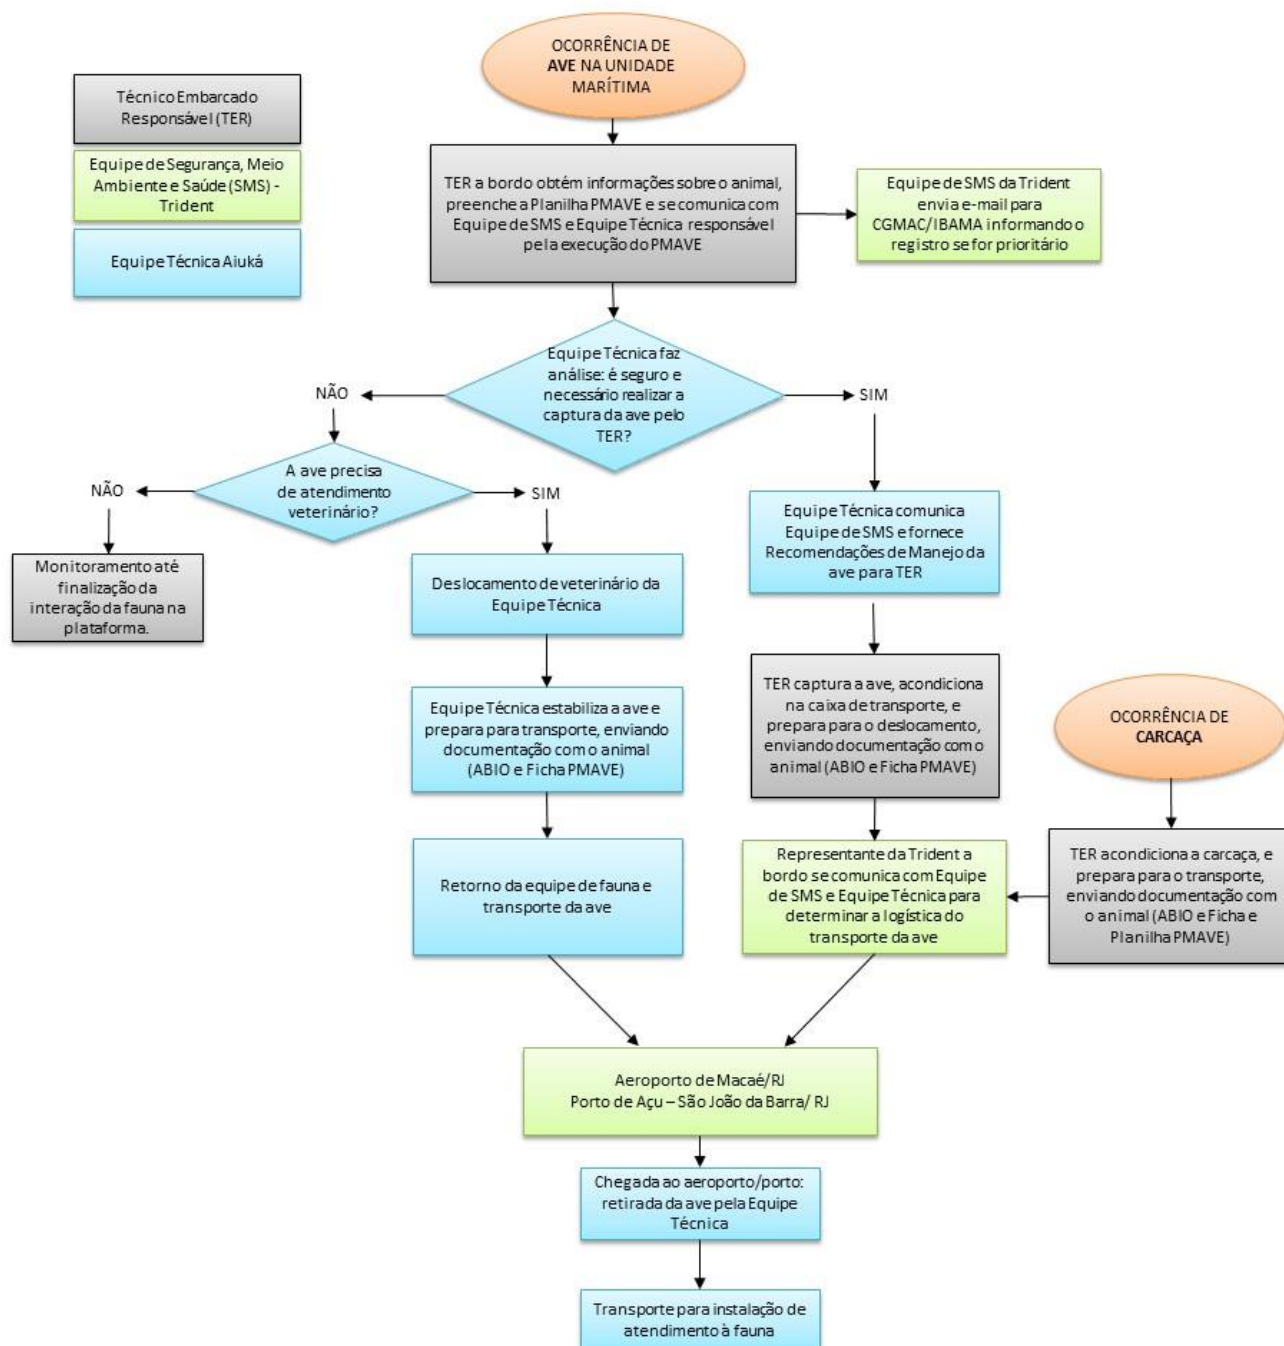 OCORRÊNCIA DE
AVE NA UNIDADE
MARÍTIMA
Técnico Embarcado
Responsável (TER)
Equipe de Segurança, Meio
Ambiente e Saúde (SMS) -
Trident
Equipe Técnica Aiuká
TER a bordo obtém informações sobre o animal,
preenche a Planilha PMAVE e se comunica com
Equipe de SMS e Equipe Técnica responsável
pela execução do PMAVE
Equipe de SMS da Trident
envia e-mail para
CGMAC/IBAMA informando o
registro se for prioritário
Equipe Técnica faz
análise: é seguro e
necessário realizar a
captura da ave pelo
TER?
NÃO
SIM
A ave precisa
de atendimento
veterinário?
NÃO
SIM
Monitoramento até
finalização da
interação da fauna na
plataforma.
Deslocamento de veterinário da
Equipe Técnica
Equipe Técnica comunica
Equipe de SMS e fornece
Recomendações de Manejo da
ave para TER
Equipe Técnica estabiliza a ave e
prepara para transporte, enviando
documentação com o animal
(ABIO e Ficha PMAVE)
TER captura a ave, acondiciona
na caixa de transporte, e
prepara para o deslocamento,
enviando documentação com o
animal (ABIO e Ficha PMAVE)
OCORRÊNCIA DE
CARCAÇA
Retorno da equipe de fauna e
transporte da ave
Representante da Trident a
bordo se comunica com Equipe
de SMS e Equipe Técnica para
determinar a logística do
transporte da ave
TER acondiciona a carcaça, e
prepara para o transporte,
enviando documentação com
o animal (ABIO e Ficha e
Planilha PMAVE)
Aeroporto de Macaé/RJ
Porto de Açu – São João da Barra/ RJ
Chegada ao aeroporto/porto:
retirada da ave pela Equipe
Técnica
Transporte para instalação de
atendimento à fauna